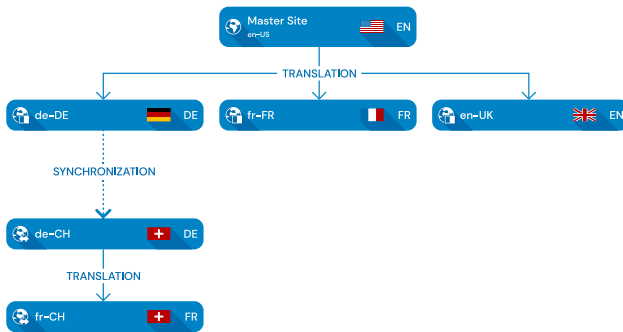 Master Site
en-US
EN
TRANSLATION
de-DE
DE
fr-FR
FR
en-UK
EN
SYNCHRONIZATION
de-CH
DE
TRANSLATION
fr-CH
FR